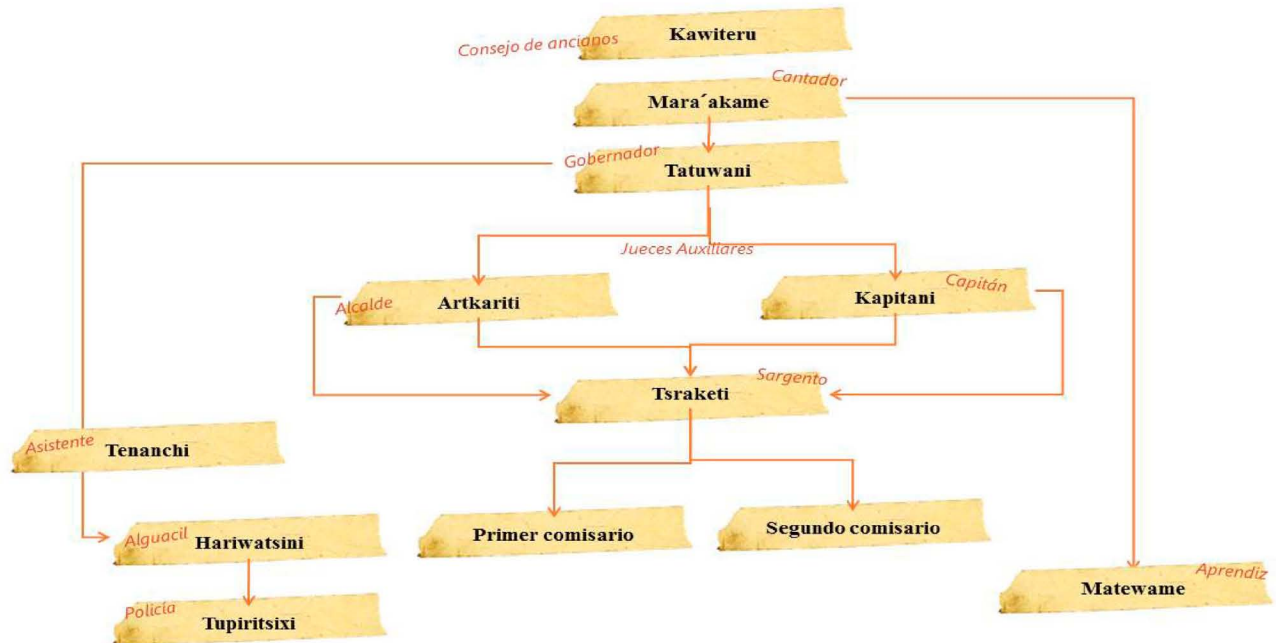 Consejo de ancianos
Kawiteru
Cantador
Mara´akame
Gobernador
Tatuwani
Jueces Auxiliares
Alcalde
Artkariti
Capitán
Kapitani
Sargento
Tsraketi
Asistente
Tenanchi
Alguacil
Hariwatsini
Primer comisario
Segundo comisario
Aprendiz
Matewame
Policía
Tupiritsixi